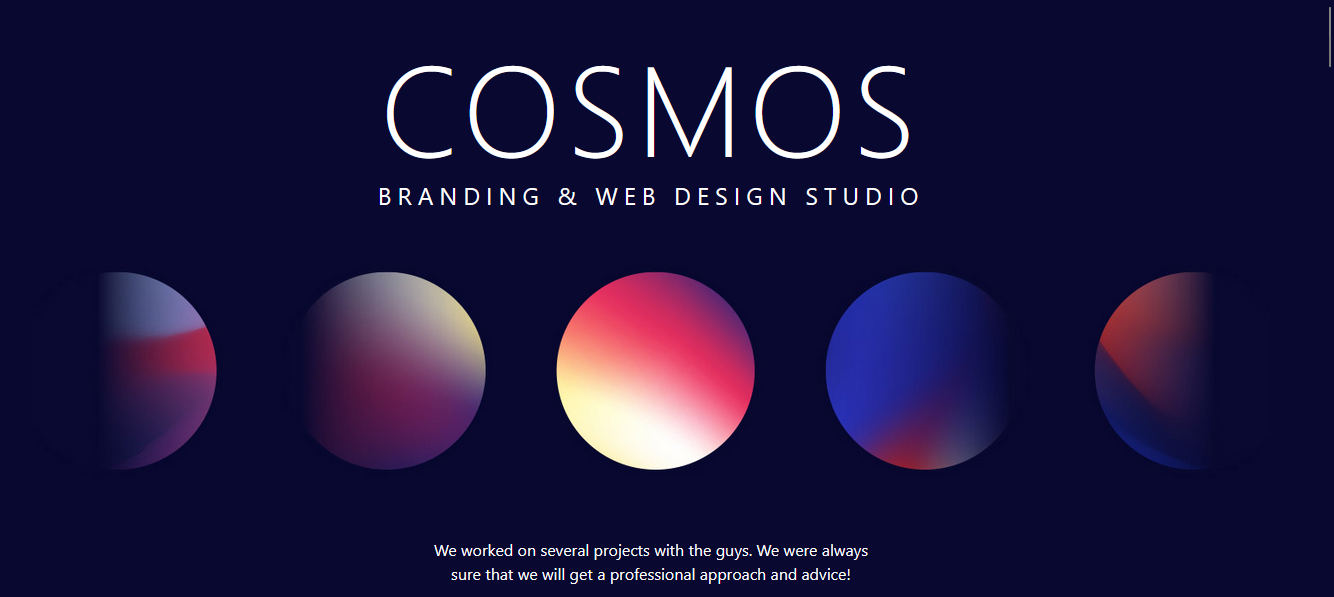 COSMOS
BRANDING & WEB DESIGN STUDIO
We worked on several projects with the guys. We were always
sure that we will get a professional approach and advice!